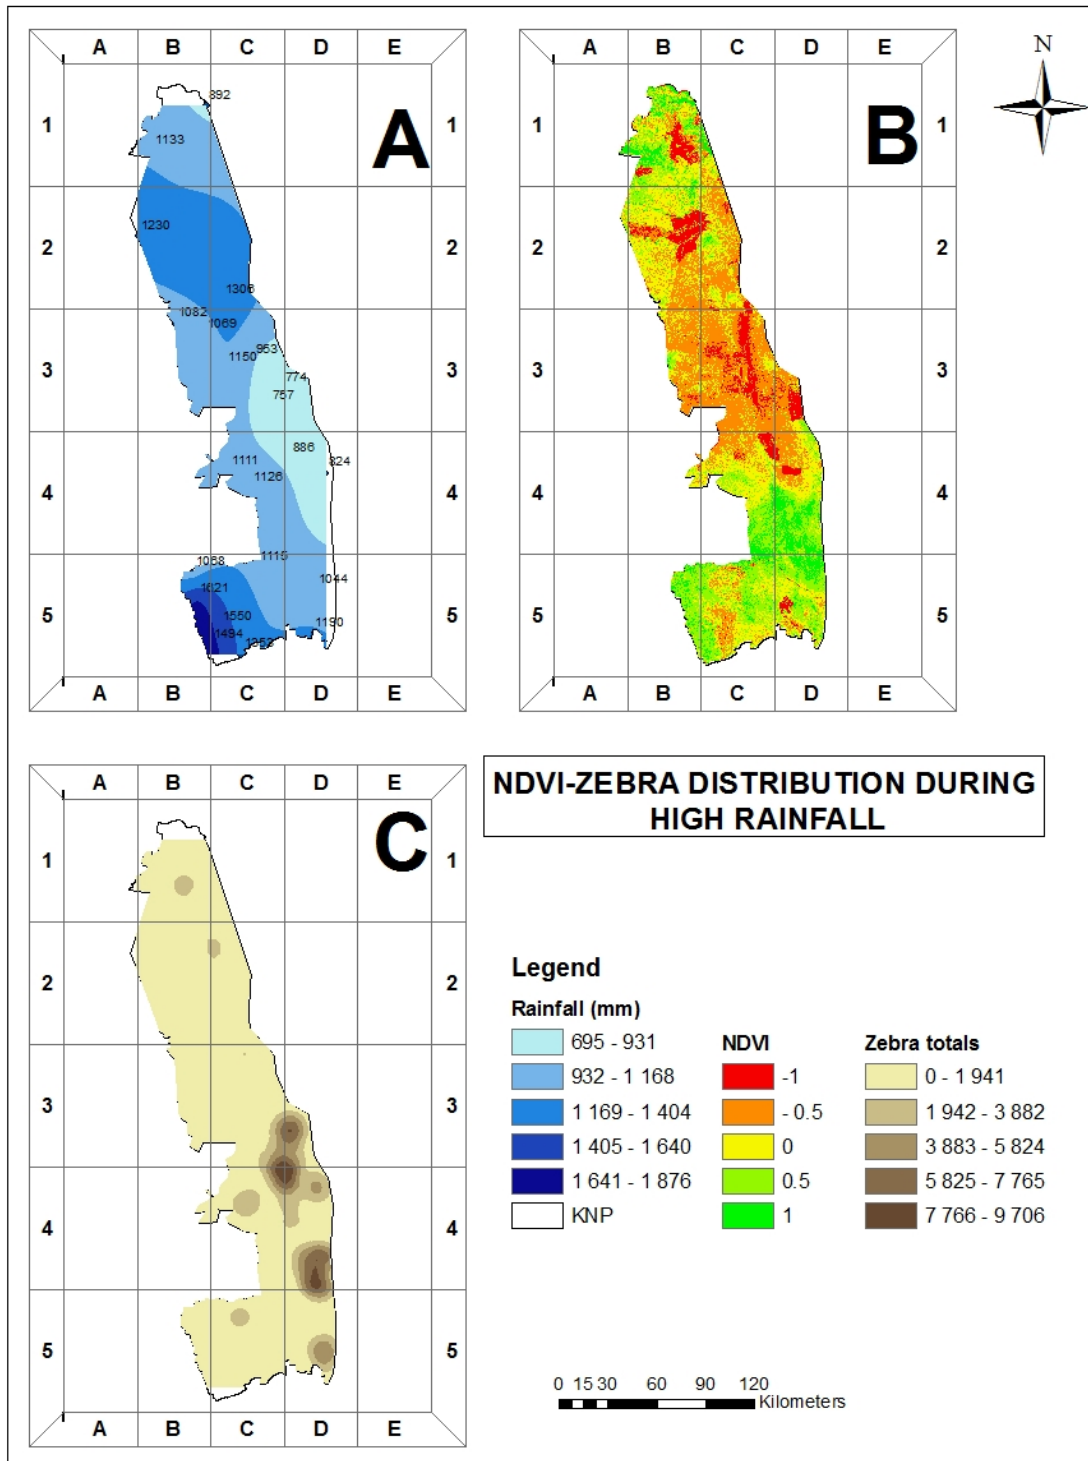 A B C D E
A
1 1
2 2
3 3
4 4
5 5
892
1133
1230
1306
1082
1069
1150
953
774
757
886
824
1111
1126
1115
1068
1044
1621
1550
1190
1494
A B C D E
A B C D E
B
1 1
2 2
3 3
4 4
5 5
A B C D E
N
A B C D E
C
1 1
2 2
3 3
4 4
5 5
A B C D E
NDVI-ZEBRA DISTRIBUTION DURING
HIGH RAINFALL
Legend
Rainfall (mm)
695 - 931
932 - 1 168
1 169 - 1 404
1 405 - 1 640
1 641 - 1 876
KNP
NDVI
-1
- 0.5
0
0.5
1
Zebra totals
0 - 1 941
1 942 - 3 882
3 883 - 5 824
5 825 - 7 765
7 766 - 9 706
0 15 30 60 90 120
Kilometers